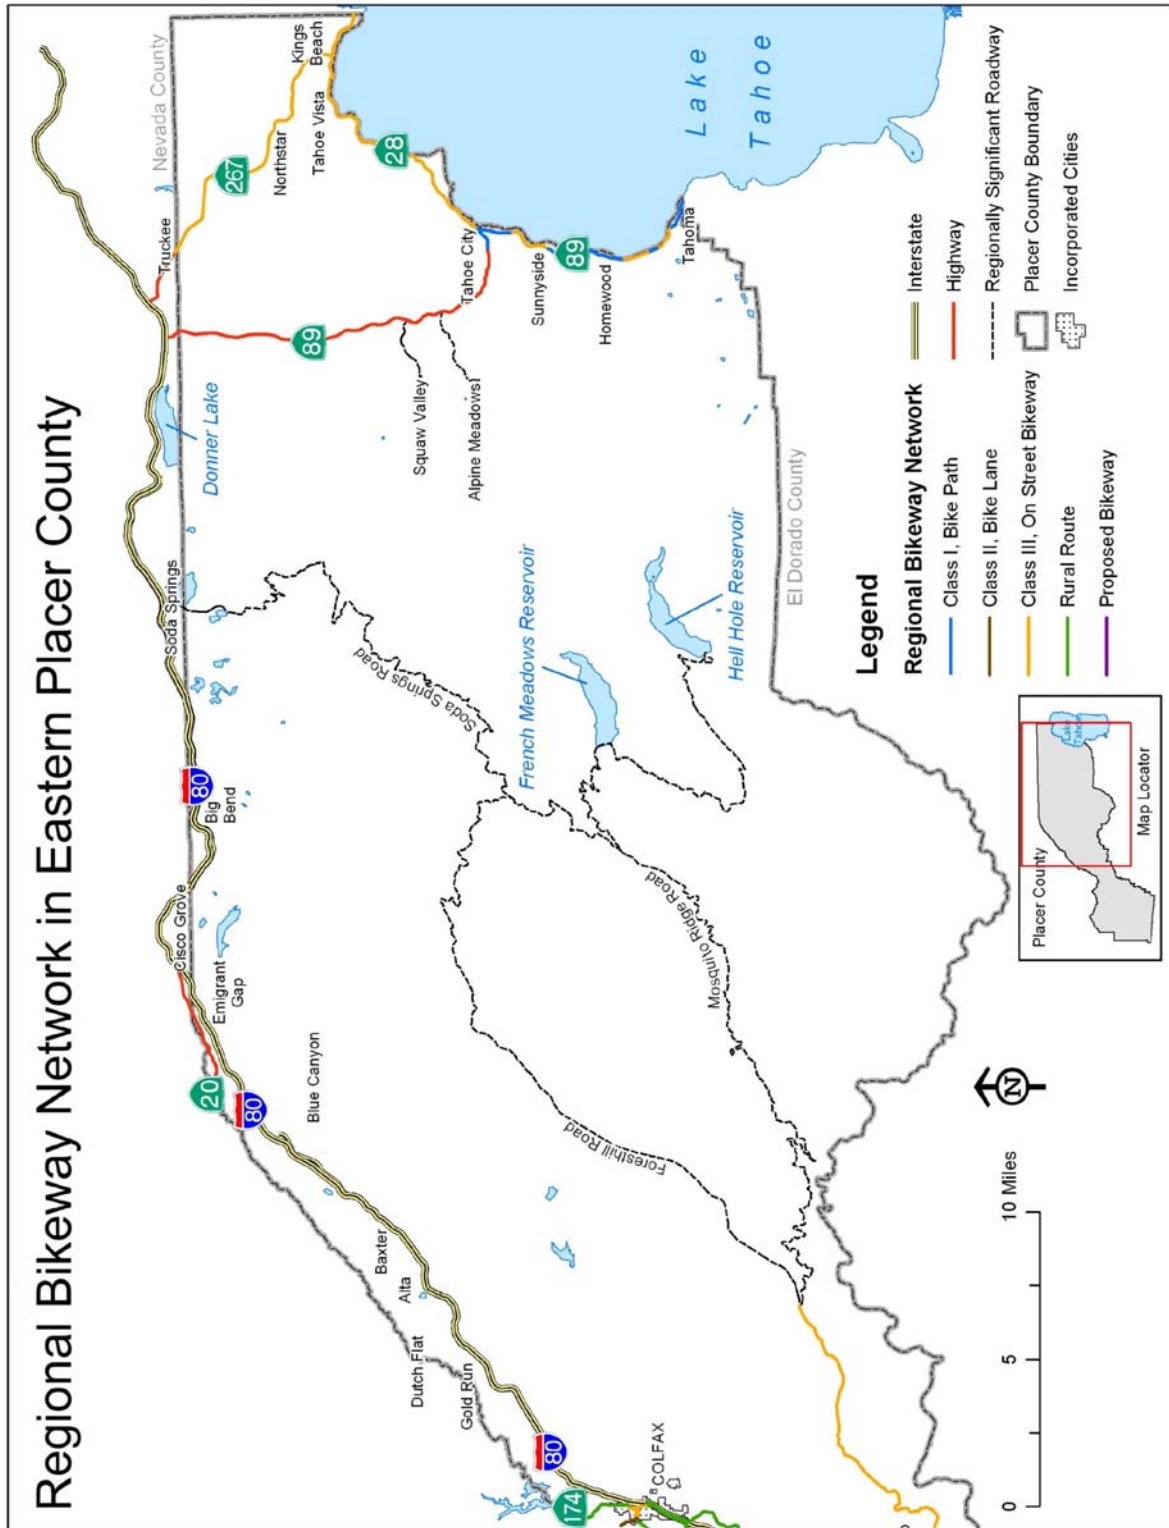 Regional Bikeway Network in Eastern Placer County
Nevada County
Truckee
Kings
Beach
267
Northstar
Tahoe Vista
28
Lake
Tahoe
Donner Lake
Soda Springs
80
Big
Bend
Cisco Grove
Emigrant
Gap
20
80
Blue Canyon
89
Tahoe City
Squaw Valley
Alpine Meadows
Sunnyside
89
Homewood
Tahoma
Soda Springs Road
French Meadows Reservoir
Hell Hole Reservoir
El Dorado County
Mosquito Ridge Road
Foresthill Road
Baxter
Alta
Dutch Flat
Gold Run
80
174
COLFAX
0
5
10 Miles
N
Placer County
Lake
Tahoe
Map Locator
Legend
Regional Bikeway Network
Class I, Bike Path
Class II, Bike Lane
Class III, On Street Bikeway
Rural Route
Proposed Bikeway
Interstate
Highway
Regionally Significant Roadway
Placer County Boundary
Incorporated Cities